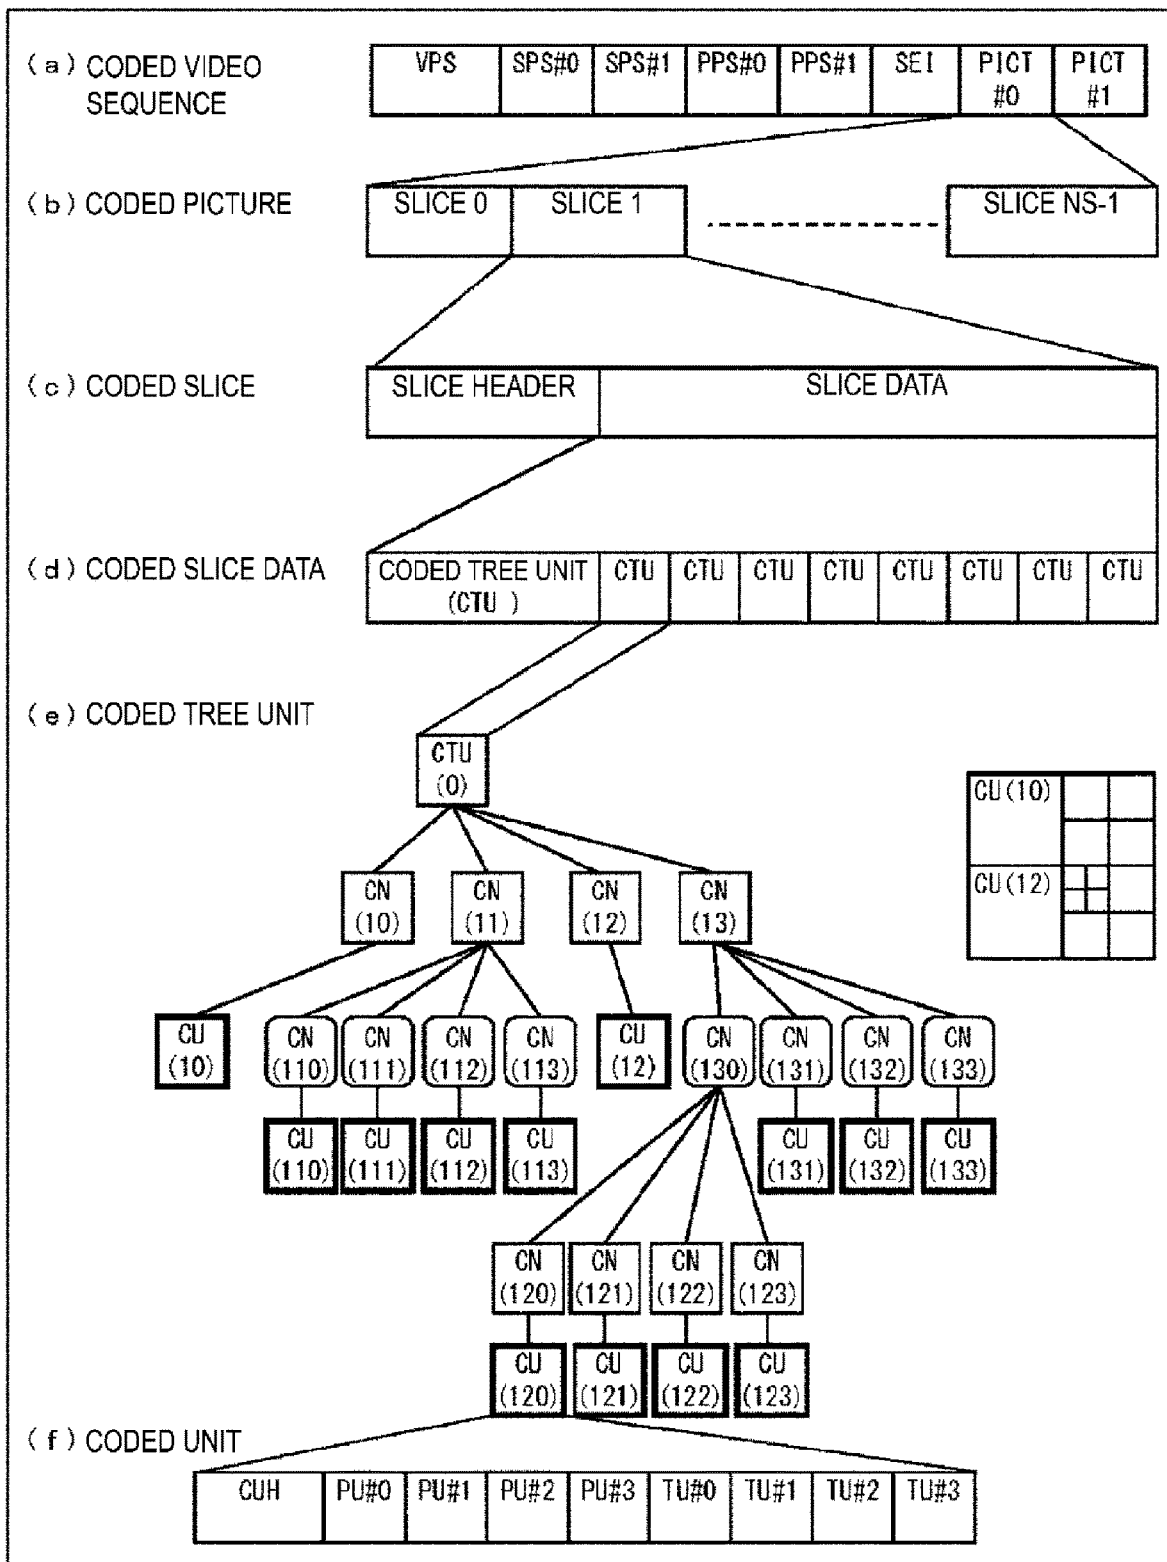 (a) CODED VIDEO SEQUENCE
VPS SPS#0 SPS#1 PPS#0 PPS#1 SEI PICT #0 PICT #1
(b) CODED PICTURE
SLICE 0 SLICE 1 SLICE NS-1
(c) CODED SLICE
SLICE HEADER SLICE DATA
(d) CODED SLICE DATA
CODED TREE UNIT (CTU ) CTU CTU CTU CTU CTU CTU CTU CTU
(e) CODED TREE UNIT
CTU (0)
CU(10)
CU(12)
CN (10) CN (11) CN (12) CN (13)
CU (10) CN (110) CN (111) CN (112) CN (113) CU (12) CN (130) CN (131) CN (132) CN (133)
CU (110) CU (111) CU (112) CU (113) CU (131) CU (132) CU (133)
CN (120) CN (121) CN (122) CN (123)
CU (120) CU (121) CU (122) CU (123)
(f) CODED UNIT
CUH PU#0 PU#1 PU#2 PU#3 TU#0 TU#1 TU#2 TU#3